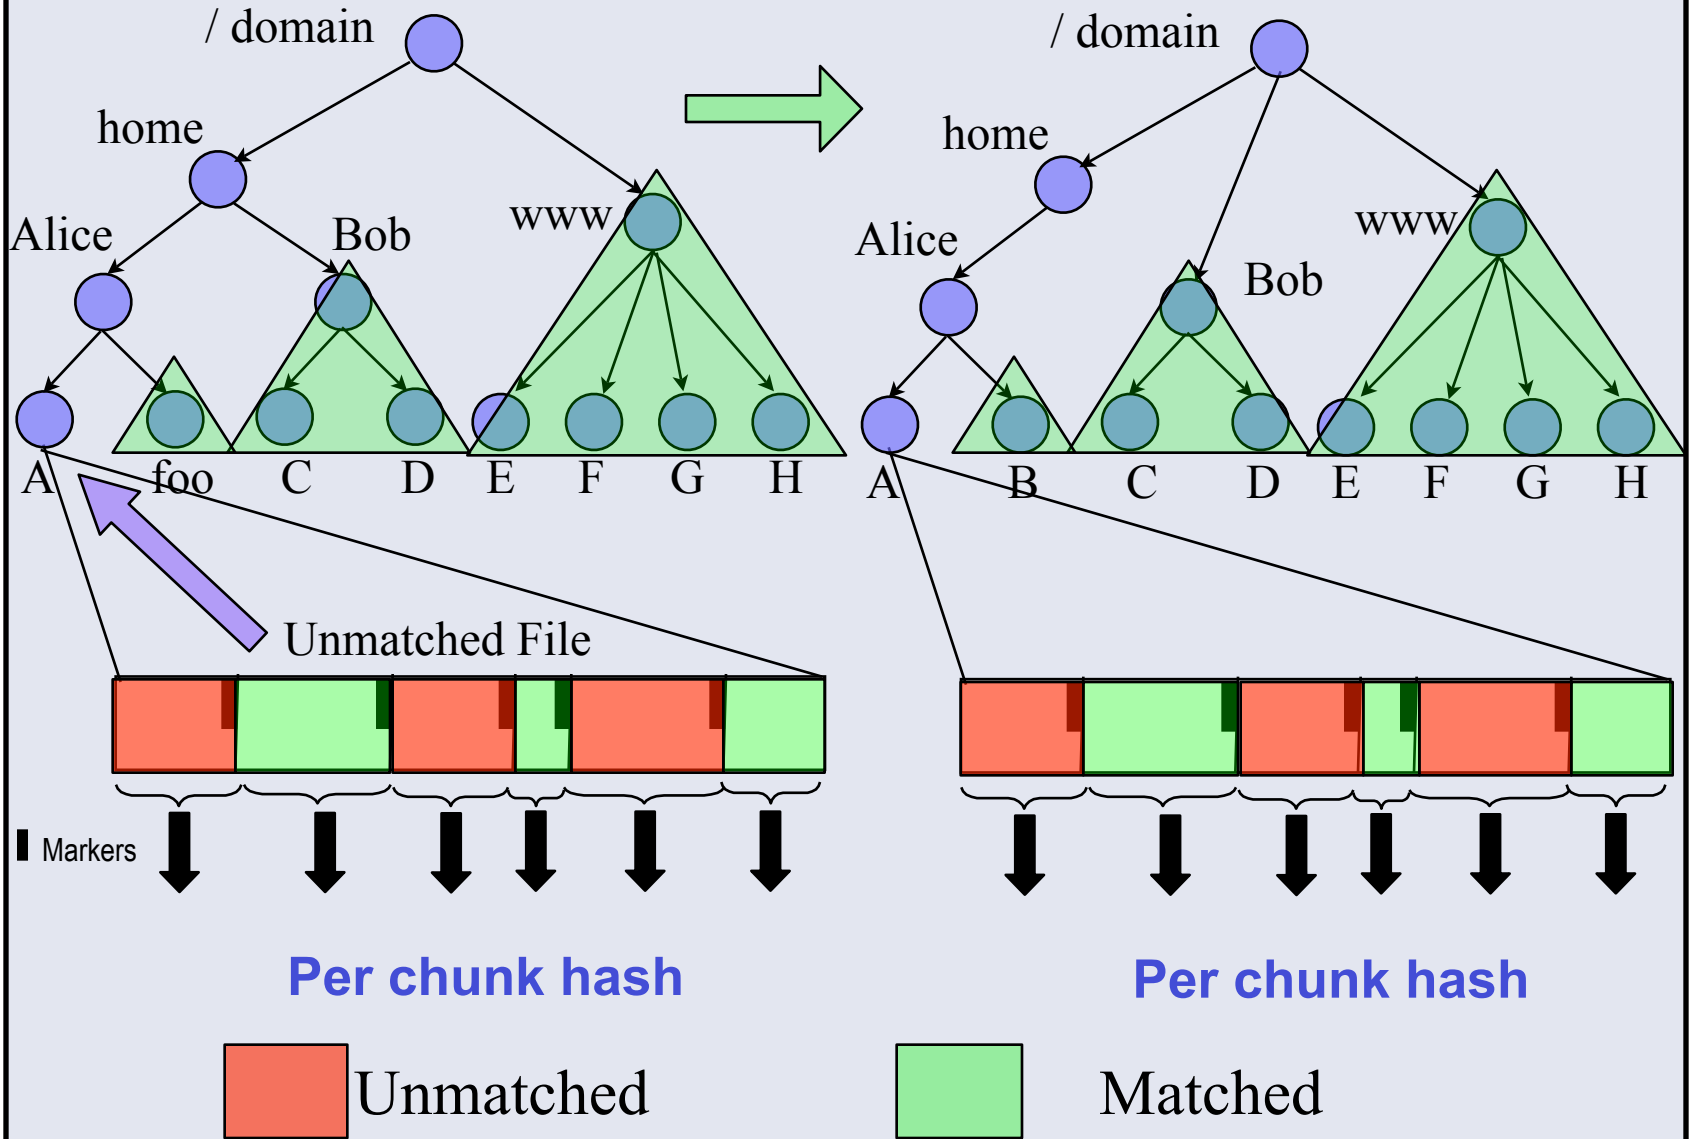 / domain
/ domain
home
home
Alice
Bob
www
Alice
Bob
www
A foo C D E F G H
A B C D E F G H
Unmatched File
Markers
Per chunk hash
Per chunk hash
Unmatched
Matched